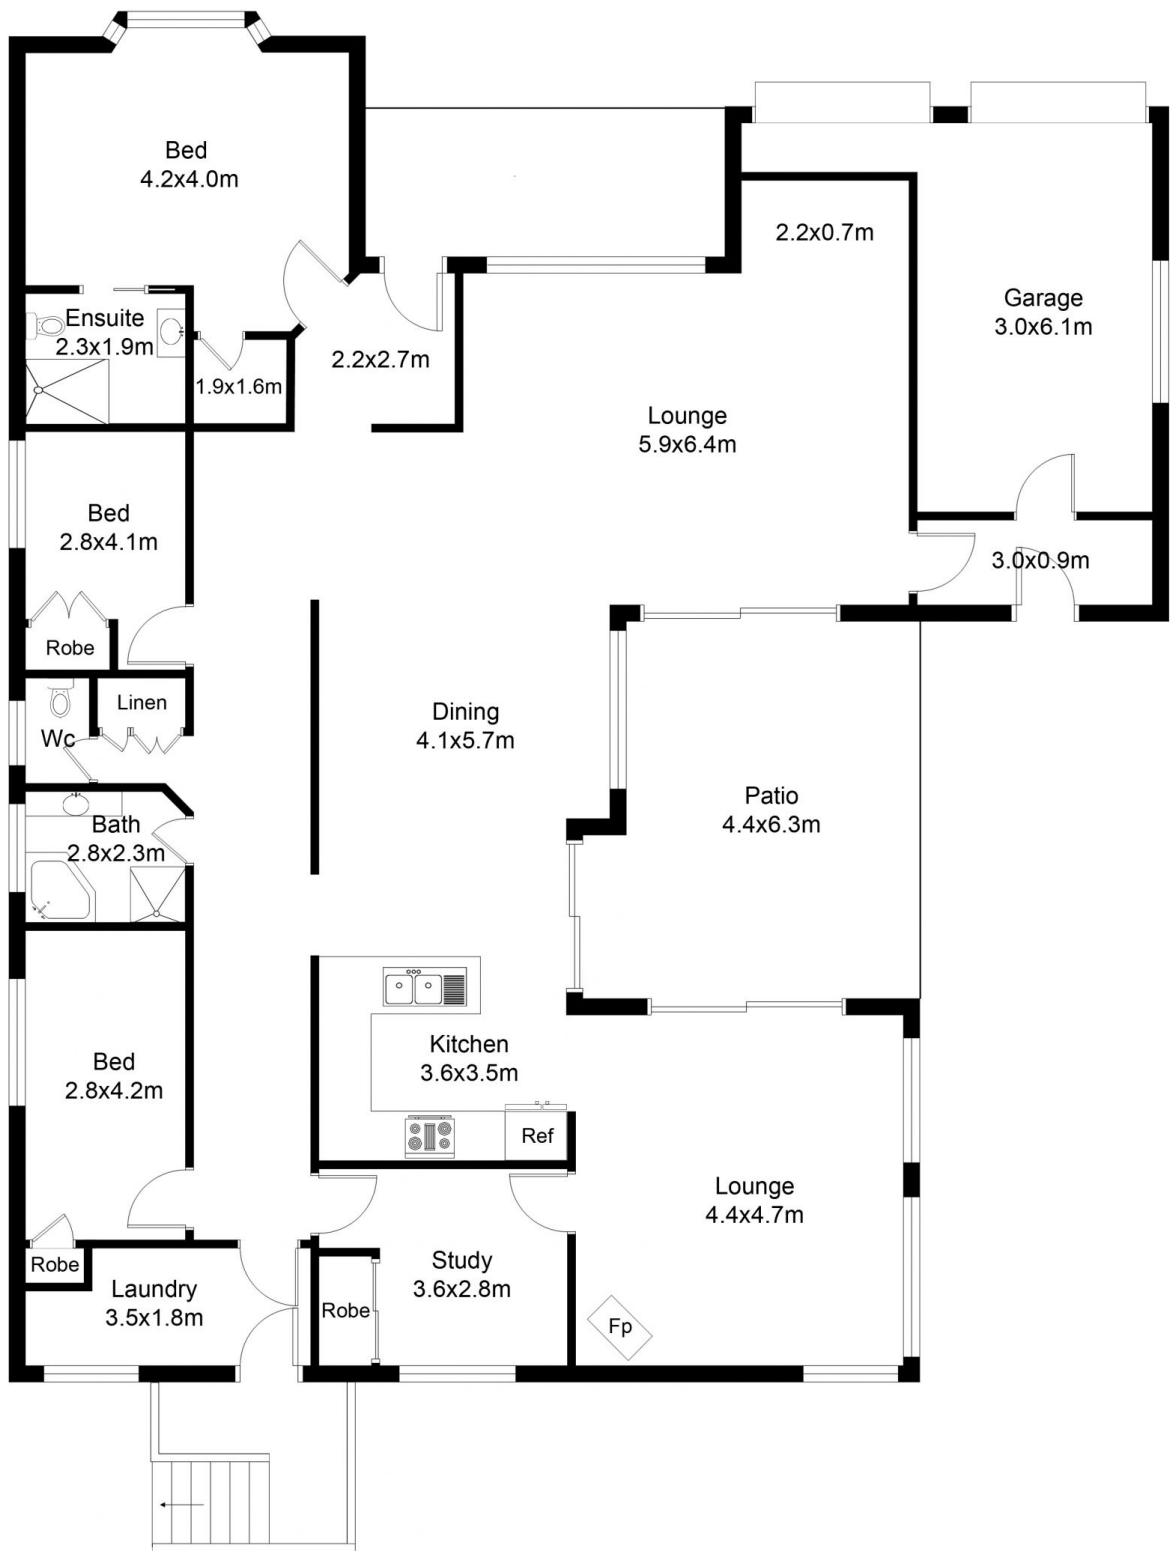 Bed
4.2x4.0m
2.2x0.7m
Garage
3.0x6.1m
Ensuite
2.3x1.9m
2.2x2.7m
1.9x1.6m
Lounge
5.9x6.4m
Bed
2.8x4.1m
3.0x0.9m
Robe
Linen
Wc
Dining
4.1x5.7m
Patio
4.4x6.3m
Bath
2.8x2.3m
Kitchen
3.6x3.5m
Bed
2.8x4.2m
Ref
Lounge
4.4x4.7m
Robe
Laundry
3.5x1.8m
Study
3.6x2.8m
Robe
Fp